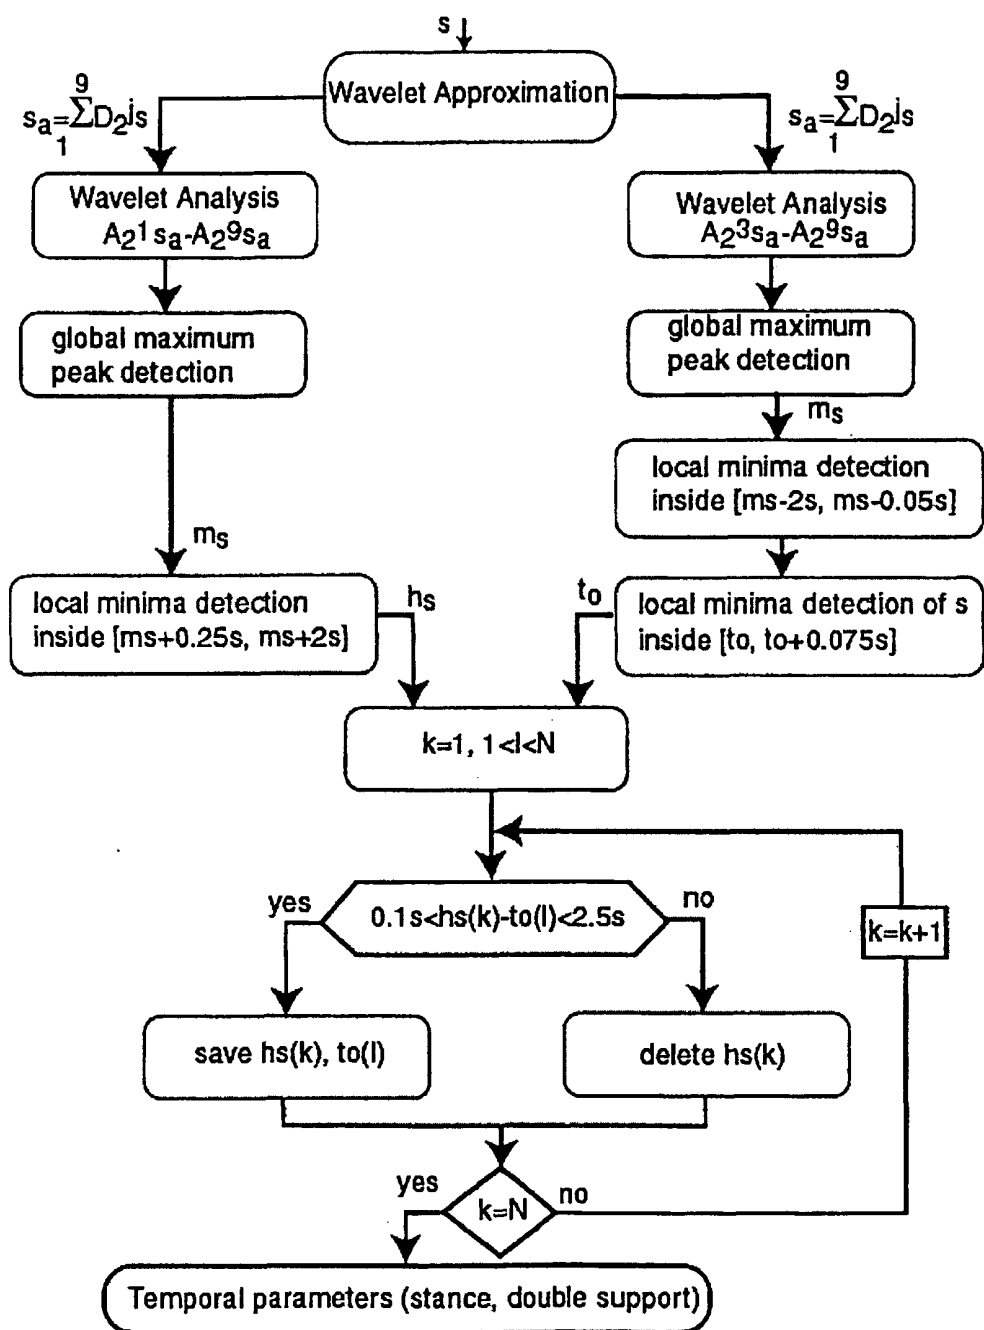 s
Wavelet Approximation
9
sa=ΣD2js
1
9
sa=ΣD2js
1
Wavelet Analysis
A2¹sa-A2⁹sa
Wavelet Analysis
A2³sa-A2⁹sa
global maximum
peak detection
global maximum
peak detection
ms
local minima detection
inside [ms-2s, ms-0.05s]
ms
local minima detection
inside [ms+0.25s, ms+2s]
hs
to
local minima detection of s
inside [to, to+0.075s]
k=1, 1<l<N
yes
0.1s<hs(k)-to(l)<2.5s
no
k=k+1
save hs(k), to(l)
delete hs(k)
yes
k=N
no
Temporal parameters (stance, double support)